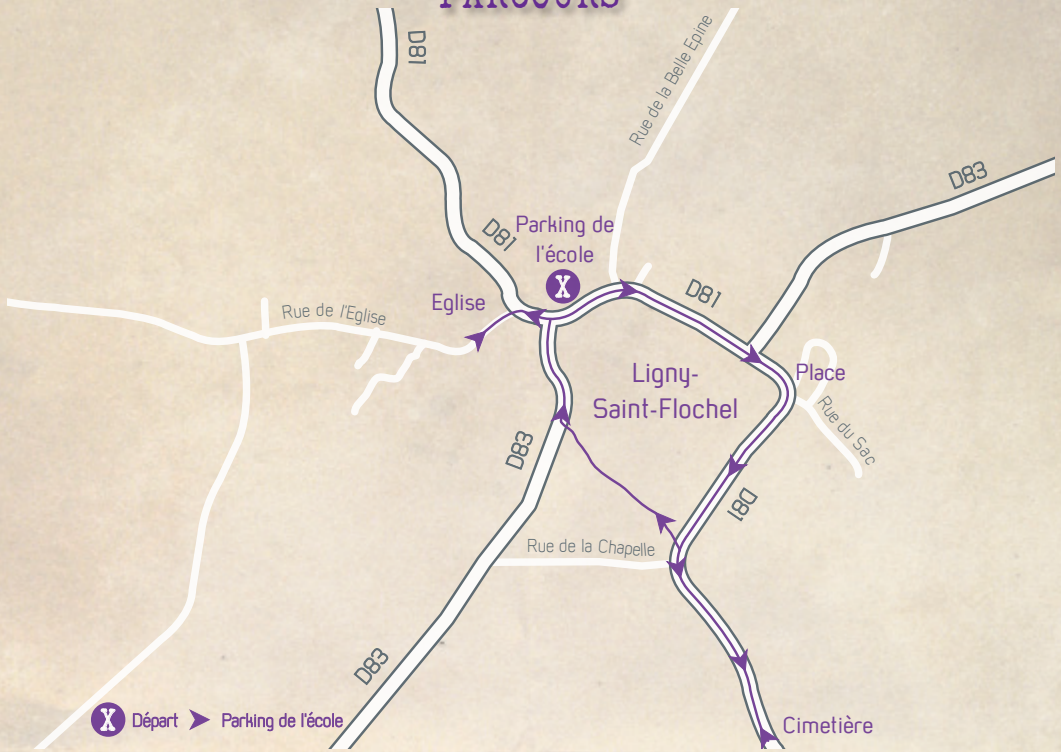 PARCOURS
D81
Rue de la Belle Epine
D83
D81
Parking de
l'école
X
Eglise
Rue de l'Eglise
D81
Ligny-
Saint-Flochel
Place
Rue du Sac
D83
D81
Rue de la Chapelle
D83
X Départ Parking de l'école
Cimetière